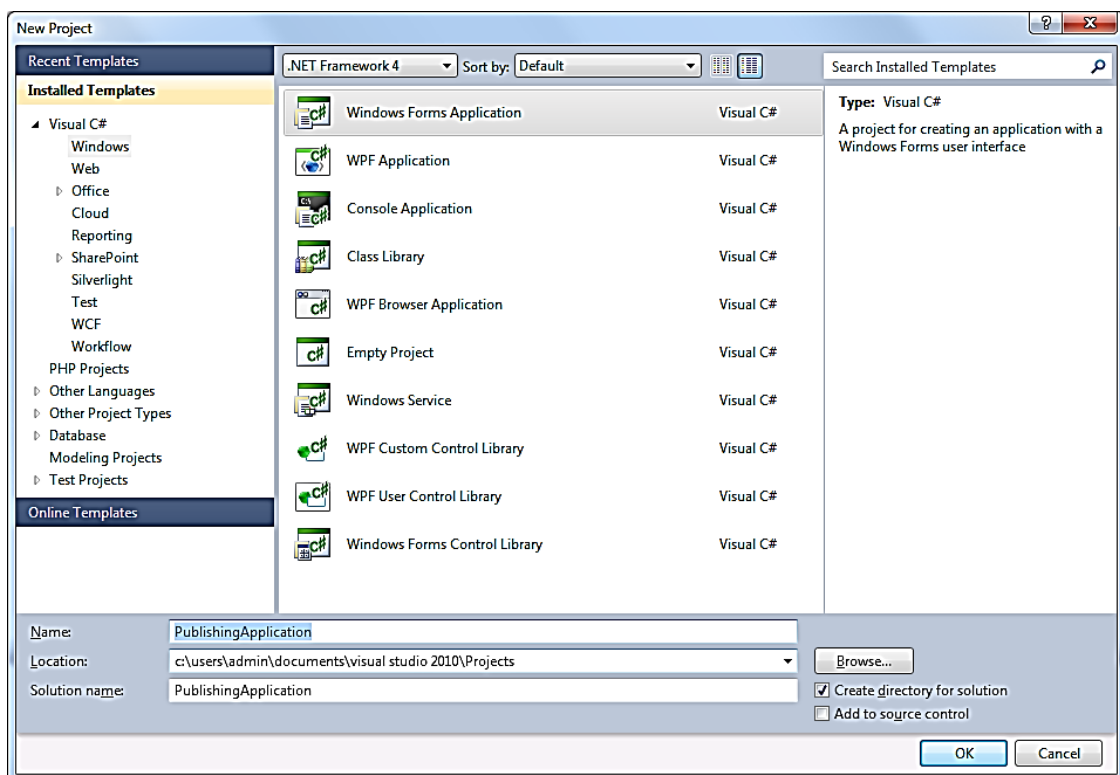 New Project
Recent Templates
Installed Templates
Visual C#
Windows
Web
Office
Cloud
Reporting
SharePoint
Silverlight
Test
WCF
Workflow
PHP Projects
Other Languages
Other Project Types
Database
Modeling Projects
Test Projects
Online Templates
.NET Framework 4 Sort by: Default
Windows Forms Application Visual C#
WPF Application Visual C#
Console Application Visual C#
Class Library Visual C#
WPF Browser Application Visual C#
Empty Project Visual C#
Windows Service Visual C#
WPF Custom Control Library Visual C#
WPF User Control Library Visual C#
Windows Forms Control Library Visual C#
Search Installed Templates
Type: Visual C#
A project for creating an application with a
Windows Forms user interface
Name: PublishingApplication
Location: c:\users\admin\documents\visual studio 2010\Projects Browse...
Solution name: PublishingApplication
Create directory for solution
Add to source control
OK Cancel